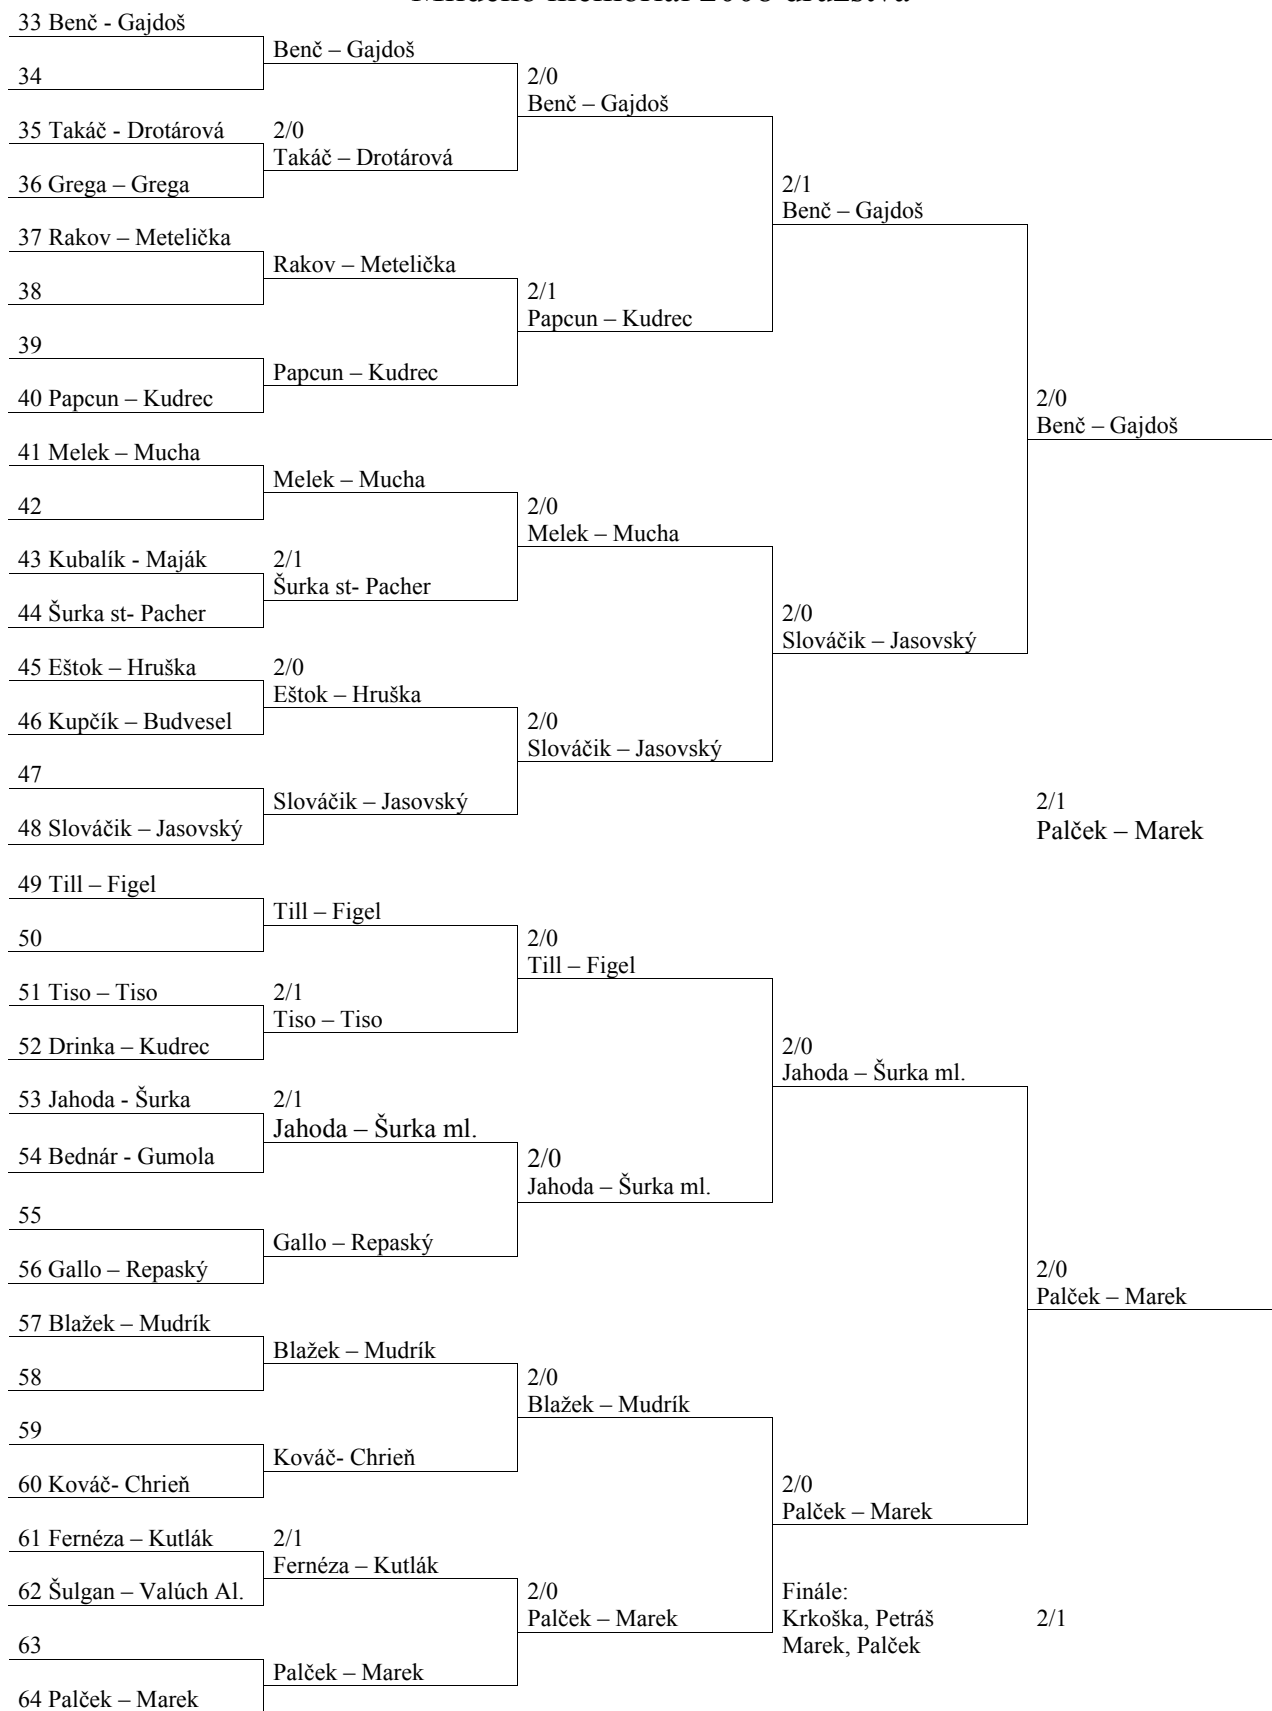 33 Benč - Gajdoš
Benč – Gajdoš
34
2/0
Benč – Gajdoš
35 Takáč - Drotárová
2/0
Takáč – Drotárová
36 Grega – Grega
2/1
Benč – Gajdoš
37 Rakov – Metelička
Rakov – Metelička
38
2/1
Papcun – Kudrec
39
Papcun – Kudrec
40 Papcun – Kudrec
2/0
Benč – Gajdoš
41 Melek – Mucha
Melek – Mucha
42
2/0
Melek – Mucha
43 Kubalík - Maják
2/1
Šurka st- Pacher
44 Šurka st- Pacher
2/0
Slováčik – Jasovský
45 Eštok – Hruška
2/0
Eštok – Hruška
46 Kupčík – Budvesel
2/0
Slováčik – Jasovský
47
Slováčik – Jasovský
48 Slováčik – Jasovský
2/1
Palček – Marek
49 Till – Figel
Till – Figel
50
2/0
Till – Figel
51 Tiso – Tiso
2/1
Tiso – Tiso
52 Drinka – Kudrec
2/0
Jahoda – Šurka ml.
53 Jahoda - Šurka
2/1
Jahoda – Šurka ml.
54 Bednár - Gumola
2/0
Jahoda – Šurka ml.
55
Gallo – Repaský
56 Gallo – Repaský
2/0
Palček – Marek
57 Blažek – Mudrík
Blažek – Mudrík
58
2/0
Blažek – Mudrík
59
Kováč- Chrieň
60 Kováč- Chrieň
2/0
Palček – Marek
61 Fernéza – Kutlák
2/1
Fernéza – Kutlák
62 Šulgan – Valúch Al.
2/0
Palček – Marek
Finále:
Krkoška, Petráš
2/1
Marek, Palček
63
Palček – Marek
64 Palček – Marek